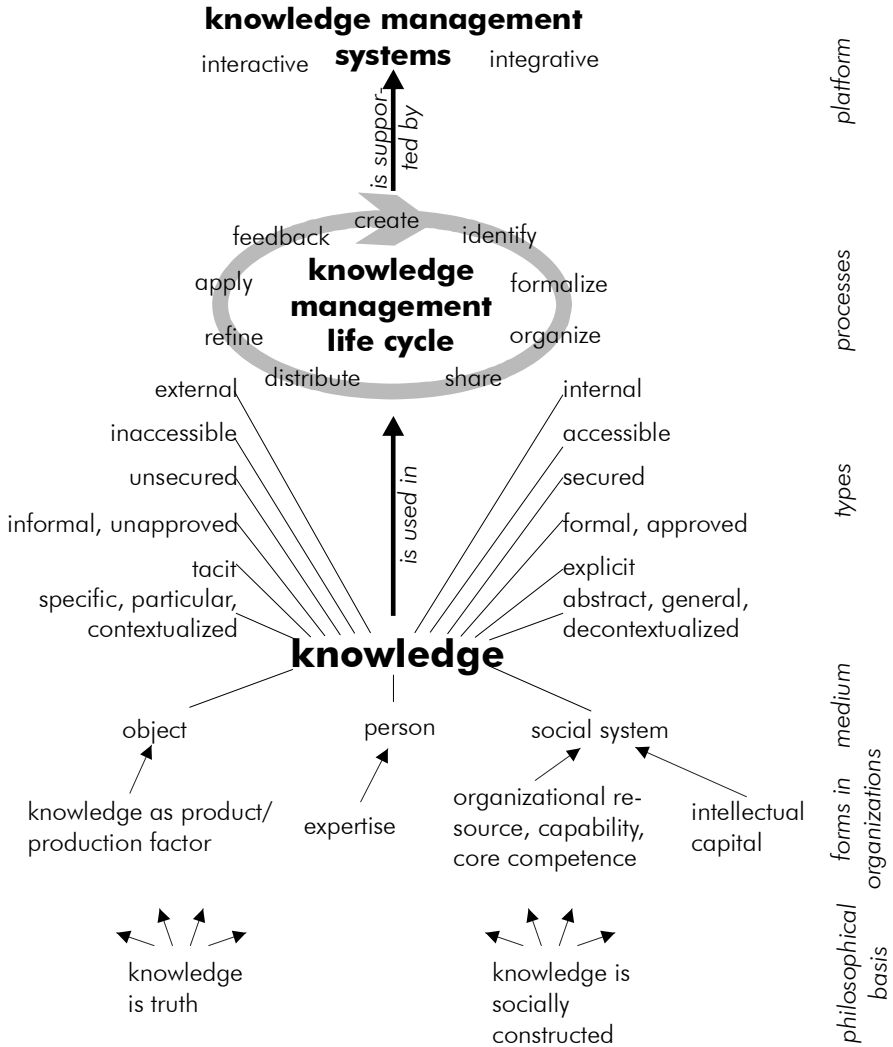 knowledge management
systems
interactive
integrative
platform
is suppor-
ted by
create
feedback
identify
apply
knowledge
management
life cycle
formalize
refine
organize
distribute
share
processes
external
internal
inaccessible
accessible
unsecured
secured
informal, unapproved
formal, approved
tacit
explicit
specific, particular,
contextualized
abstract, general,
decontextualized
is used in
types
knowledge
object
person
social system
medium
knowledge as product/
production factor
expertise
organizational re-
source, capability,
core competence
intellectual
capital
forms in
organizations
knowledge
is truth
knowledge is
socially
constructed
philosophical
basis